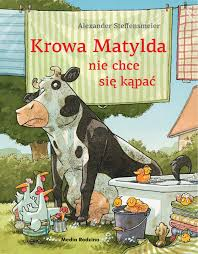 Alexander Steffensmeier
Krowa Matylda
nie chce
się kąpać
Media Rodzina